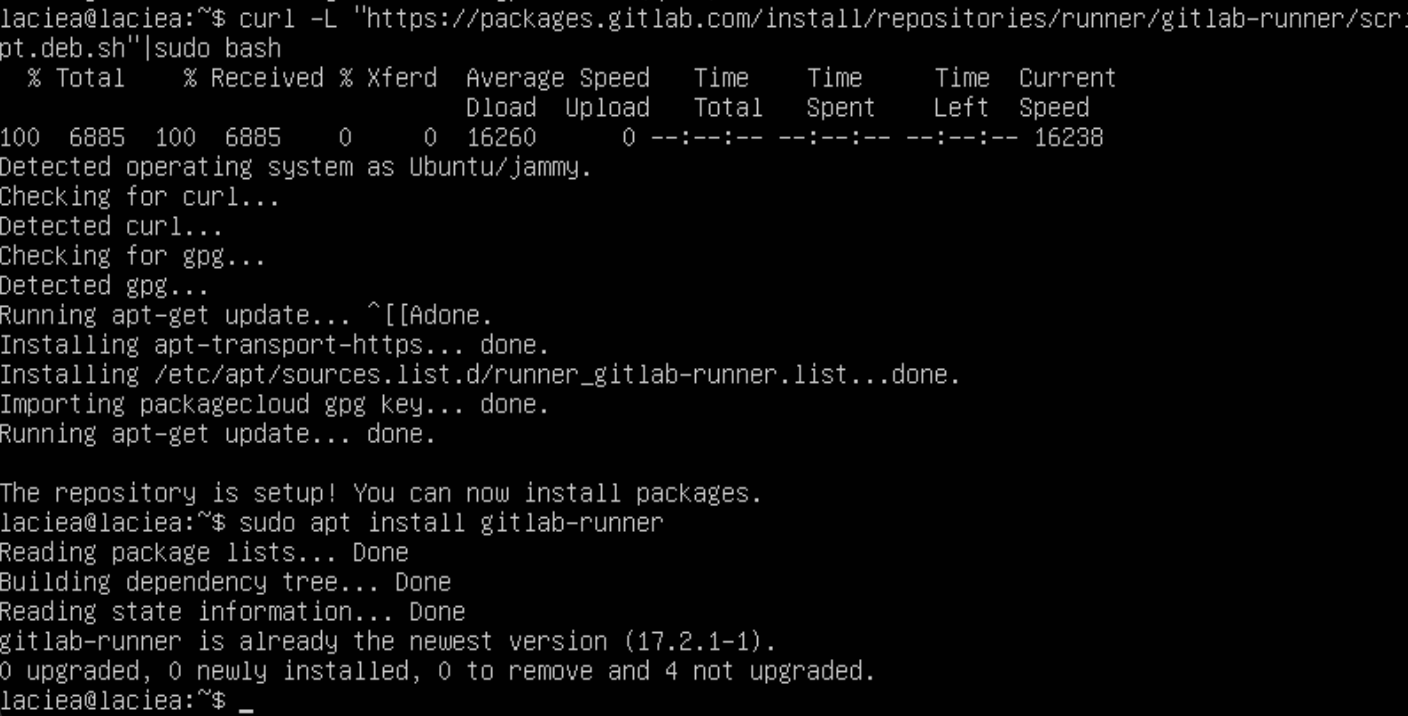 laciea@laciea:~$ curl -L "https://packages.gitlab.com/install/repositories/runner/gitlab-runner/scri
pt.deb.sh"|sudo bash
  % Total    % Received % Xferd  Average Speed   Time    Time     Time  Current
                                 Dload  Upload   Total   Spent    Left  Speed
100  6885  100  6885    0     0  16260      0 --:--:-- --:--:-- --:--:-- 16238
Detected operating system as Ubuntu/jammy.
Checking for curl...
Detected curl...
Checking for gpg...
Detected gpg...
Running apt-get update... ^[[Adone.
Installing apt-transport-https... done.
Installing /etc/apt/sources.list.d/runner_gitlab-runner.list...done.
Importing packagecloud gpg key... done.
Running apt-get update... done.

The repository is setup! You can now install packages.
laciea@laciea:~$ sudo apt install gitlab-runner
Reading package lists... Done
Building dependency tree... Done
Reading state information... Done
gitlab-runner is already the newest version (17.2.1-1).
0 upgraded, 0 newly installed, 0 to remove and 4 not upgraded.
laciea@laciea:~$ _